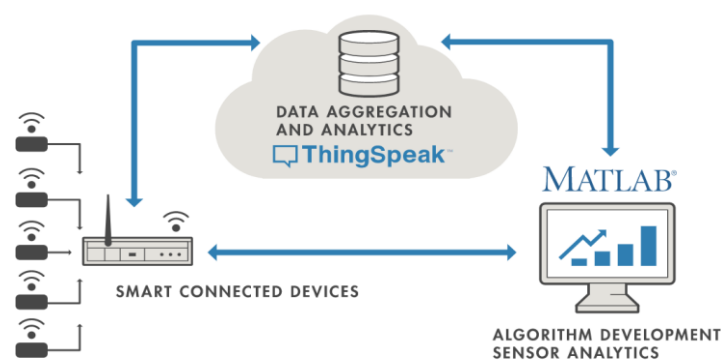 DATA AGGREGATION
AND ANALYTICS
ThingSpeak™
MATLAB®
SMART CONNECTED DEVICES
ALGORITHM DEVELOPMENT
SENSOR ANALYTICS